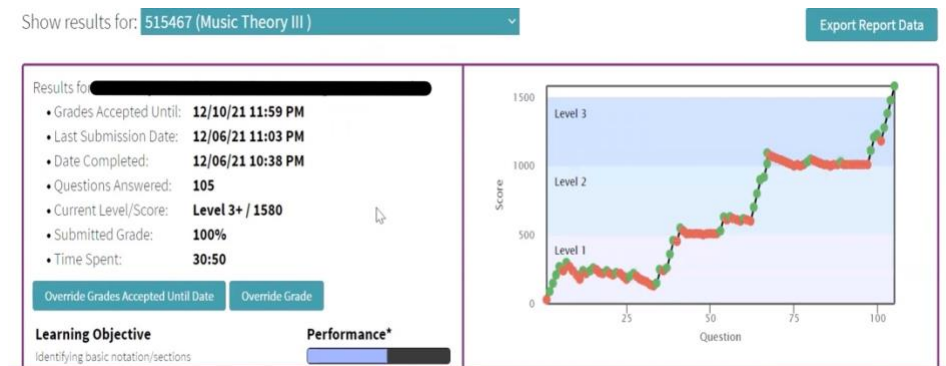 Show results for: 515467 (Music Theory III )
Export Report Data
Results for
• Grades Accepted Until: 12/10/21 11:59 PM
• Last Submission Date: 12/06/21 11:03 PM
• Date Completed: 12/06/21 10:38 PM
• Questions Answered: 105
• Current Level/Score: Level 3+ / 1580
• Submitted Grade: 100%
• Time Spent: 30:50
Override Grades Accepted Until Date Override Grade
Learning Objective Performance*
Identifying basic notation/sections
1500
Level 3
1000
Level 2
Score
500
Level 1
0
25 50 75 100
Question